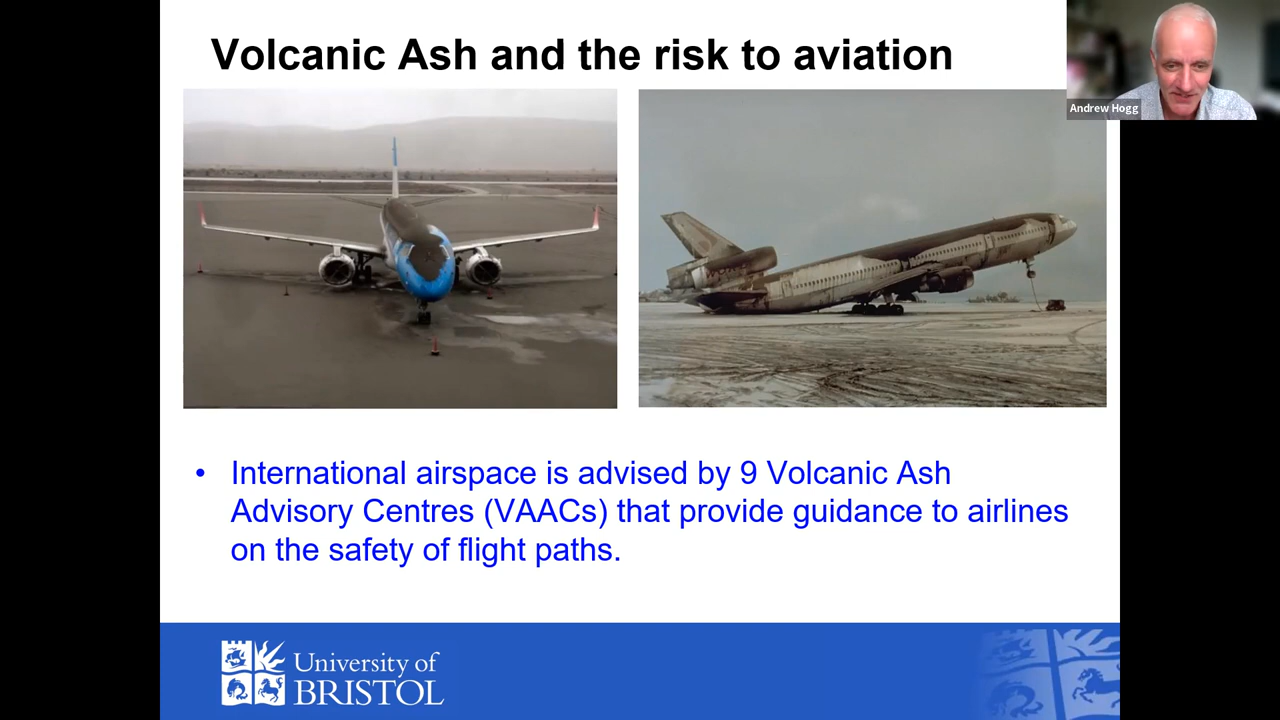 Volcanic Ash and the risk to aviation
Andrew Hogg
• International airspace is advised by 9 Volcanic Ash
Advisory Centres (VAACs) that provide guidance to airlines
on the safety of flight paths.
University of
BRISTOL